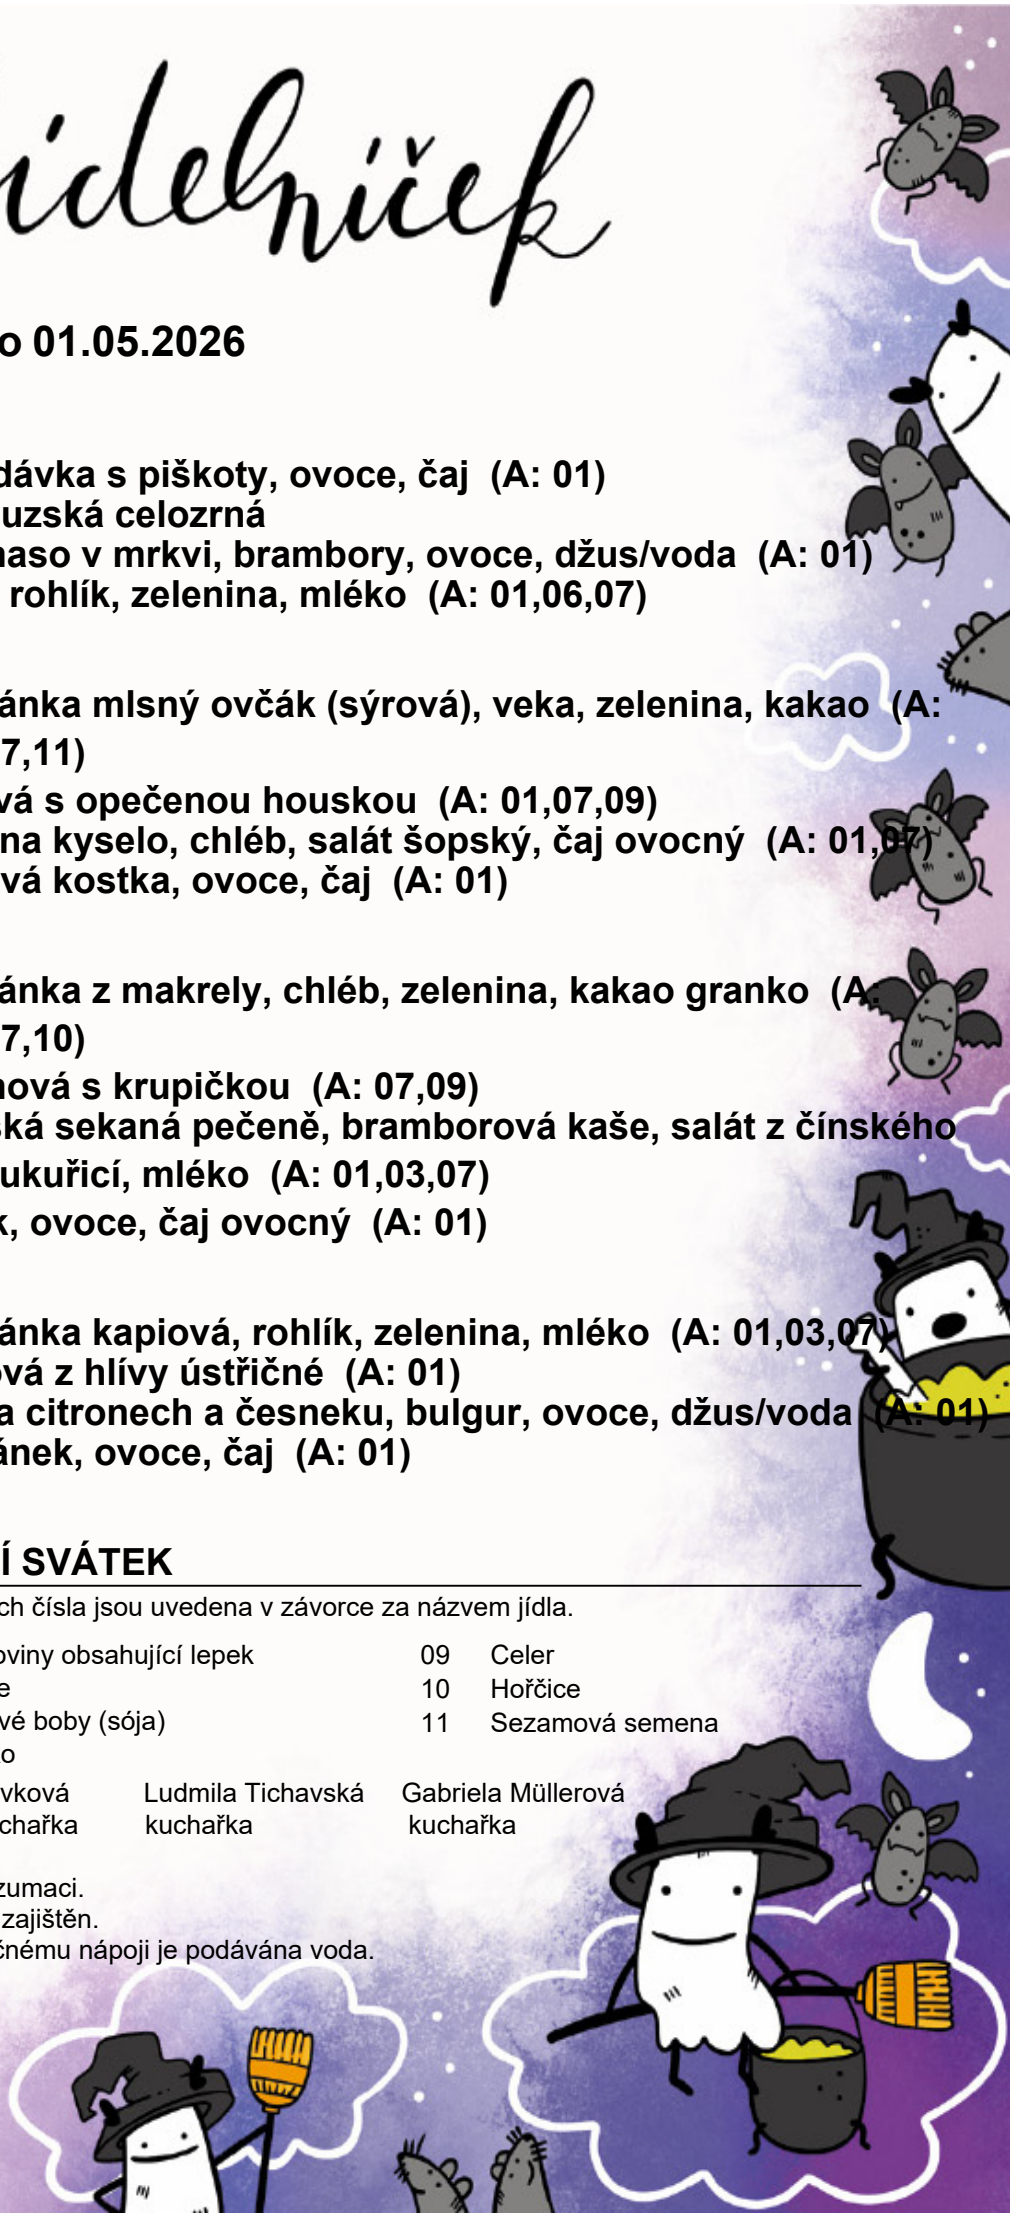 ídelníček
o 01.05.2026
dávka s piškoty, ovoce, čaj (A: 01)
uzská celozrná
naso v mrkvi, brambory, ovoce, džus/voda (A: 01)
rohlík, zelenina, mléko (A: 01,06,07)
ánka mlsný ovčák (sýrová), veka, zelenina, kakao (A:
7,11)
vá s opečenou houskou (A: 01,07,09)
na kyselo, chléb, salát šopský, čaj ovocný (A: 01,07)
vá kostka, ovoce, čaj (A: 01)
ánka z makrely, chléb, zelenina, kakao granko (A:
7,10)
nová s krupičkou (A: 07,09)
ská sekaná pečeně, bramborová kaše, salát z čínského
ukuřicí, mléko (A: 01,03,07)
k, ovoce, čaj ovocný (A: 01)
ánka kapiová, rohlík, zelenina, mléko (A: 01,03,07)
ová z hlívy ústřičné (A: 01)
a citronech a česneku, bulgur, ovoce, džus/voda (A: 01)
ánek, ovoce, čaj (A: 01)
Í SVÁTEK
ch čísla jsou uvedena v závorce za názvem jídla.
oviny obsahující lepek 09 Celer
e 10 Hořčice
vé boby (sója) 11 Sezamová semena
o
vková Ludmila Tichavská Gabriela Müllerová
chařka kuchařka kuchařka
zumaci.
zajištěn.
čnému nápoji je podávána voda.